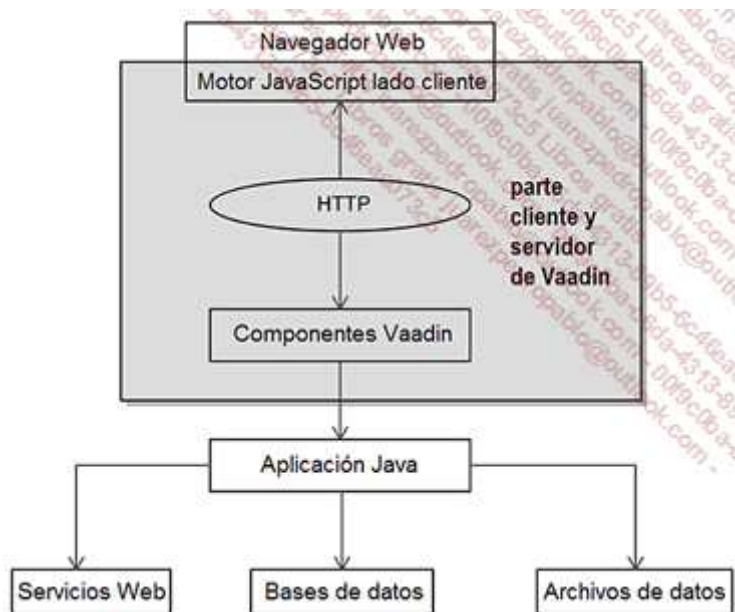 Navegador Web
Motor JavaScript lado cliente
HTTP
parte
cliente y
servidor
de Vaadin
Componentes Vaadin
Aplicación Java
Servicios Web
Bases de datos
Archivos de datos